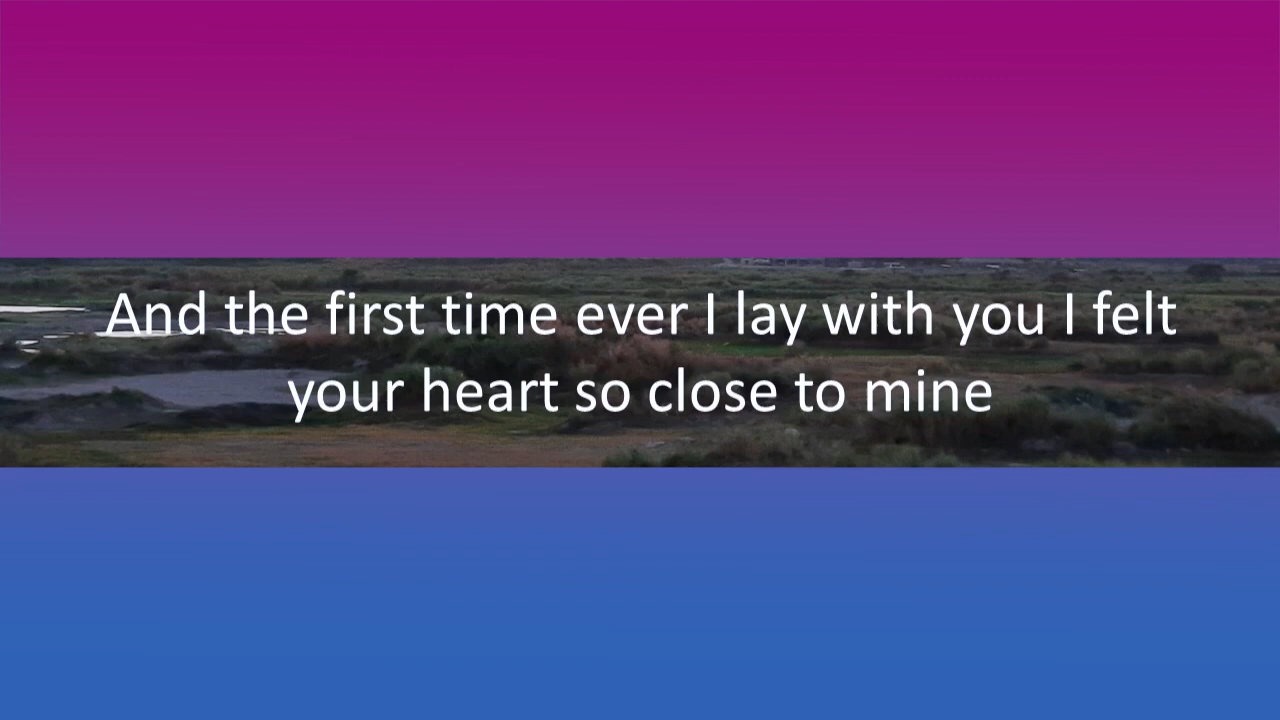 And the first time ever I lay with you I felt
your heart so close to mine